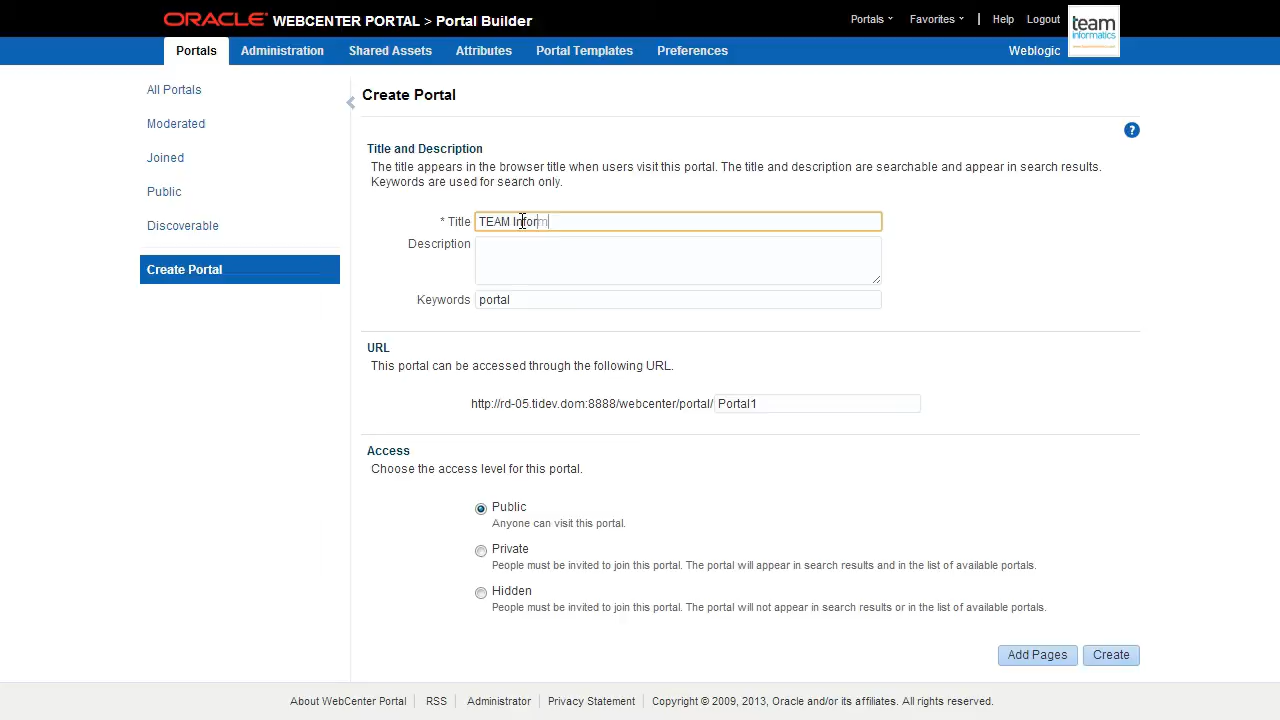 ORACLE WEBCENTER PORTAL > Portal Builder
Portals Favorites Help Logout
team
informatics
Portals Administration Shared Assets Attributes Portal Templates Preferences
Weblogic
All Portals
Moderated
Joined
Public
Discoverable
Create Portal
Create Portal
?
Title and Description
The title appears in the browser title when users visit this portal. The title and description are searchable and appear in search results.
Keywords are used for search only.
* Title TEAM Inform
Description
Keywords portal
URL
This portal can be accessed through the following URL.
http://rd-05.tidev.dom:8888/webcenter/portal/ Portal1
Access
Choose the access level for this portal.
Public
Anyone can visit this portal.
Private
People must be invited to join this portal. The portal will appear in search results and in the list of available portals.
Hidden
People must be invited to join this portal. The portal will not appear in search results or in the list of available portals.
Add Pages Create
About WebCenter Portal RSS Administrator Privacy Statement Copyright © 2009, 2013, Oracle and/or its affiliates. All rights reserved.